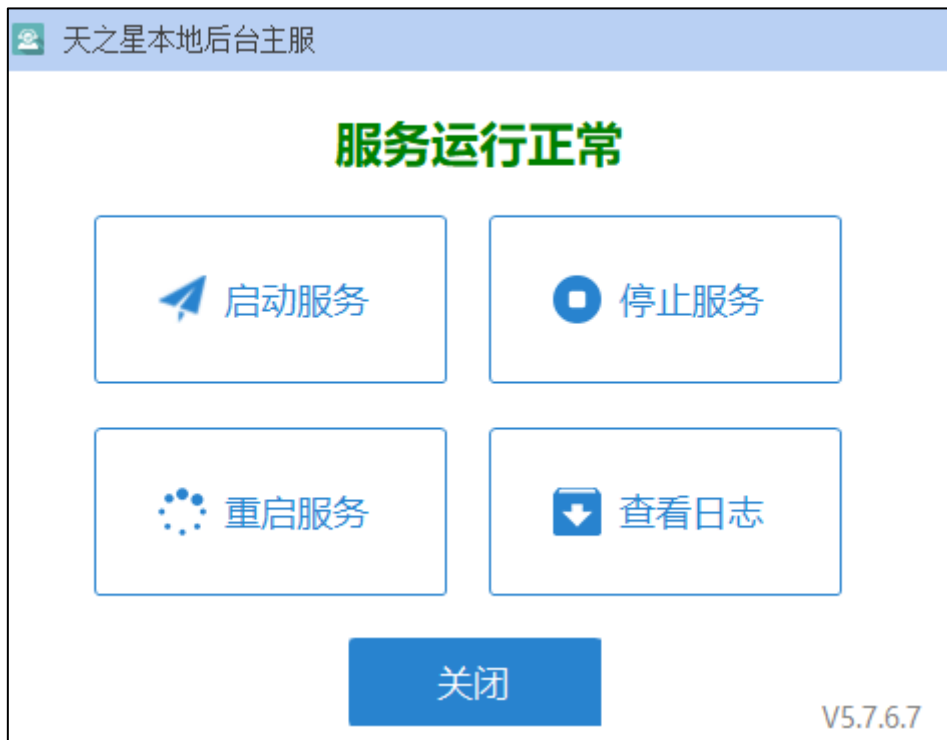 天之星本地后台主服
服务运行正常
启动服务
停止服务
重启服务
查看日志
关闭
V5.7.6.7